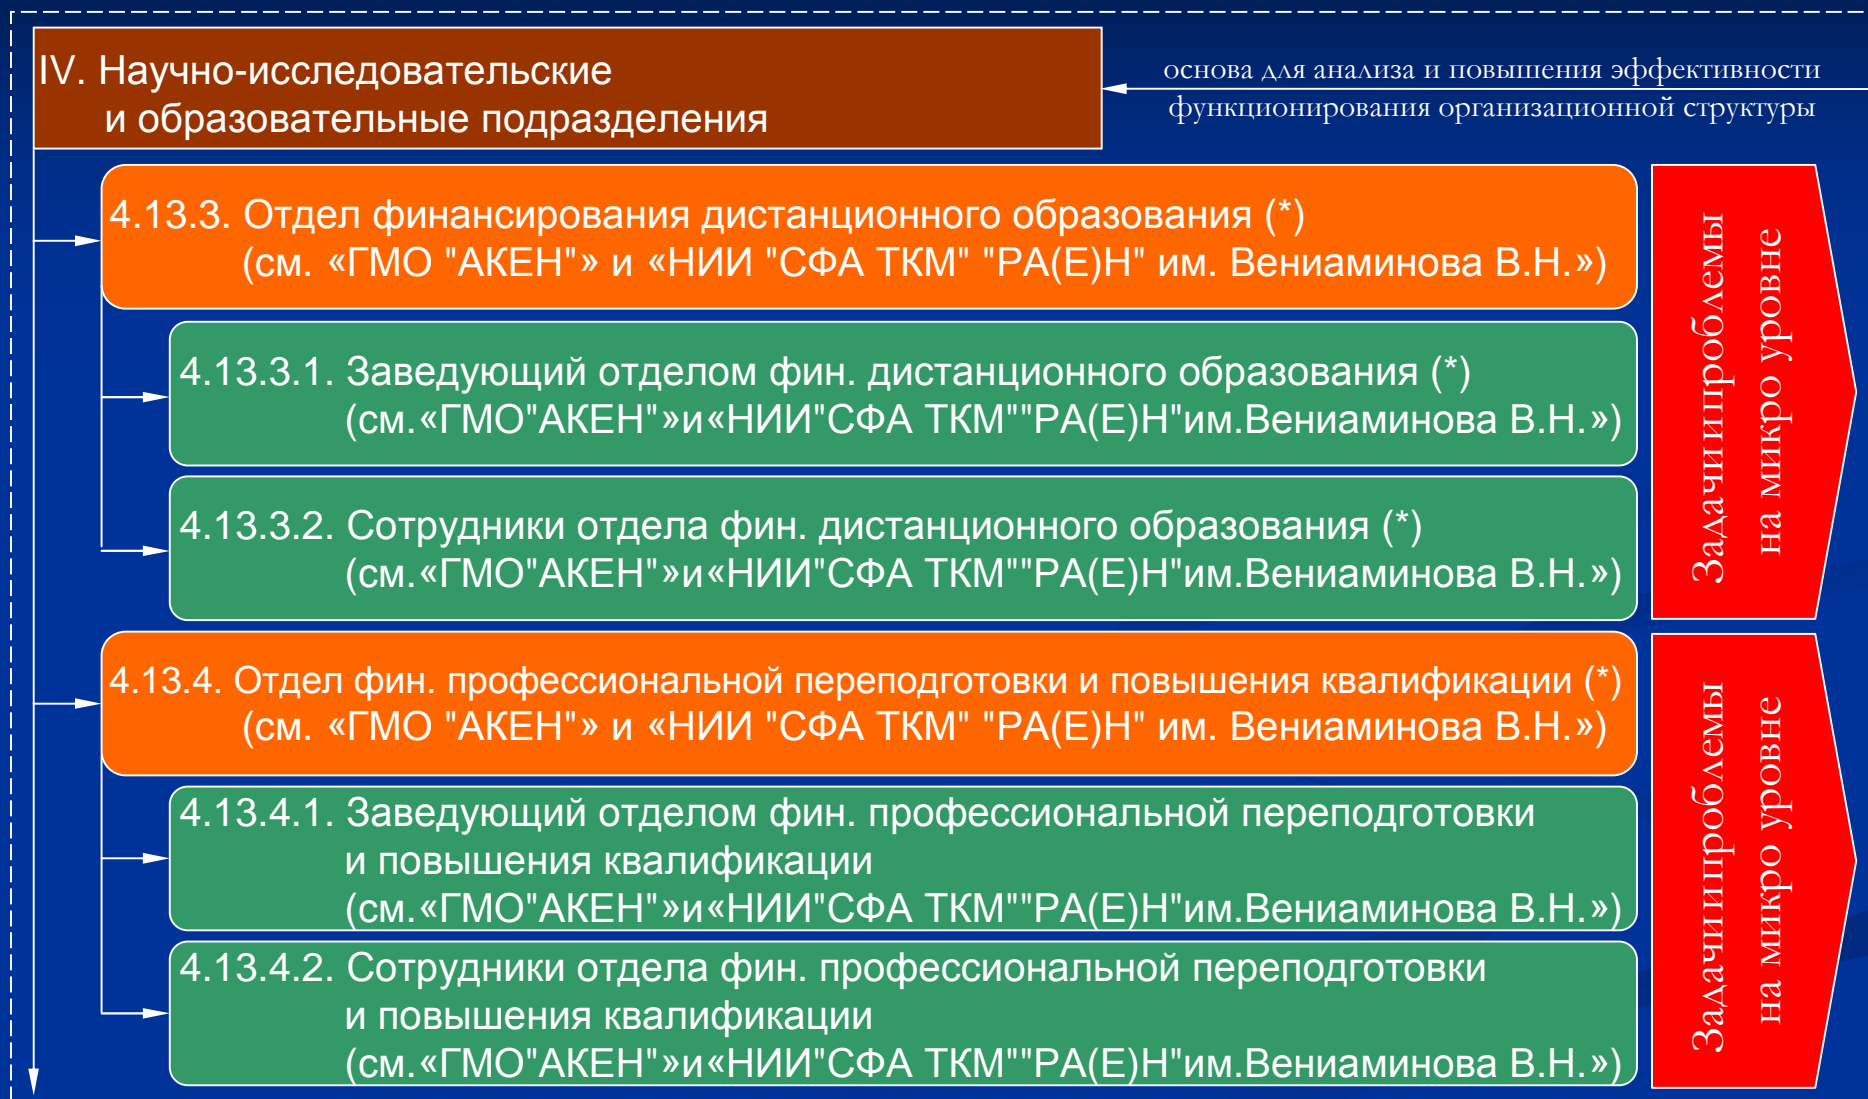 IV. Научно-исследовательские
и образовательные подразделения
основа для анализа и повышения эффективности
функционирования организационной структуры
4.13.3. Отдел финансирования дистанционного образования (*)
(см. «ГМО "АКЕН"» и «НИИ "СФА ТКМ" "РА(Е)Н" им. Вениаминова В.Н.»)
4.13.3.1. Заведующий отделом фин. дистанционного образования (*)
(см.«ГМО"АКЕН"»и«НИИ"СФА ТКМ""РА(Е)Н"им.Вениаминова В.Н.»)
4.13.3.2. Сотрудники отдела фин. дистанционного образования (*)
(см.«ГМО"АКЕН"»и«НИИ"СФА ТКМ""РА(Е)Н"им.Вениаминова В.Н.»)
Задачи и проблемы
на микро уровне
4.13.4. Отдел фин. профессиональной переподготовки и повышения квалификации (*)
(см. «ГМО "АКЕН"» и «НИИ "СФА ТКМ" "РА(Е)Н" им. Вениаминова В.Н.»)
4.13.4.1. Заведующий отделом фин. профессиональной переподготовки
и повышения квалификации
(см.«ГМО"АКЕН"»и«НИИ"СФА ТКМ""РА(Е)Н"им.Вениаминова В.Н.»)
4.13.4.2. Сотрудники отдела фин. профессиональной переподготовки
и повышения квалификации
(см.«ГМО"АКЕН"»и«НИИ"СФА ТКМ""РА(Е)Н"им.Вениаминова В.Н.»)
Задачи и проблемы
на микро уровне